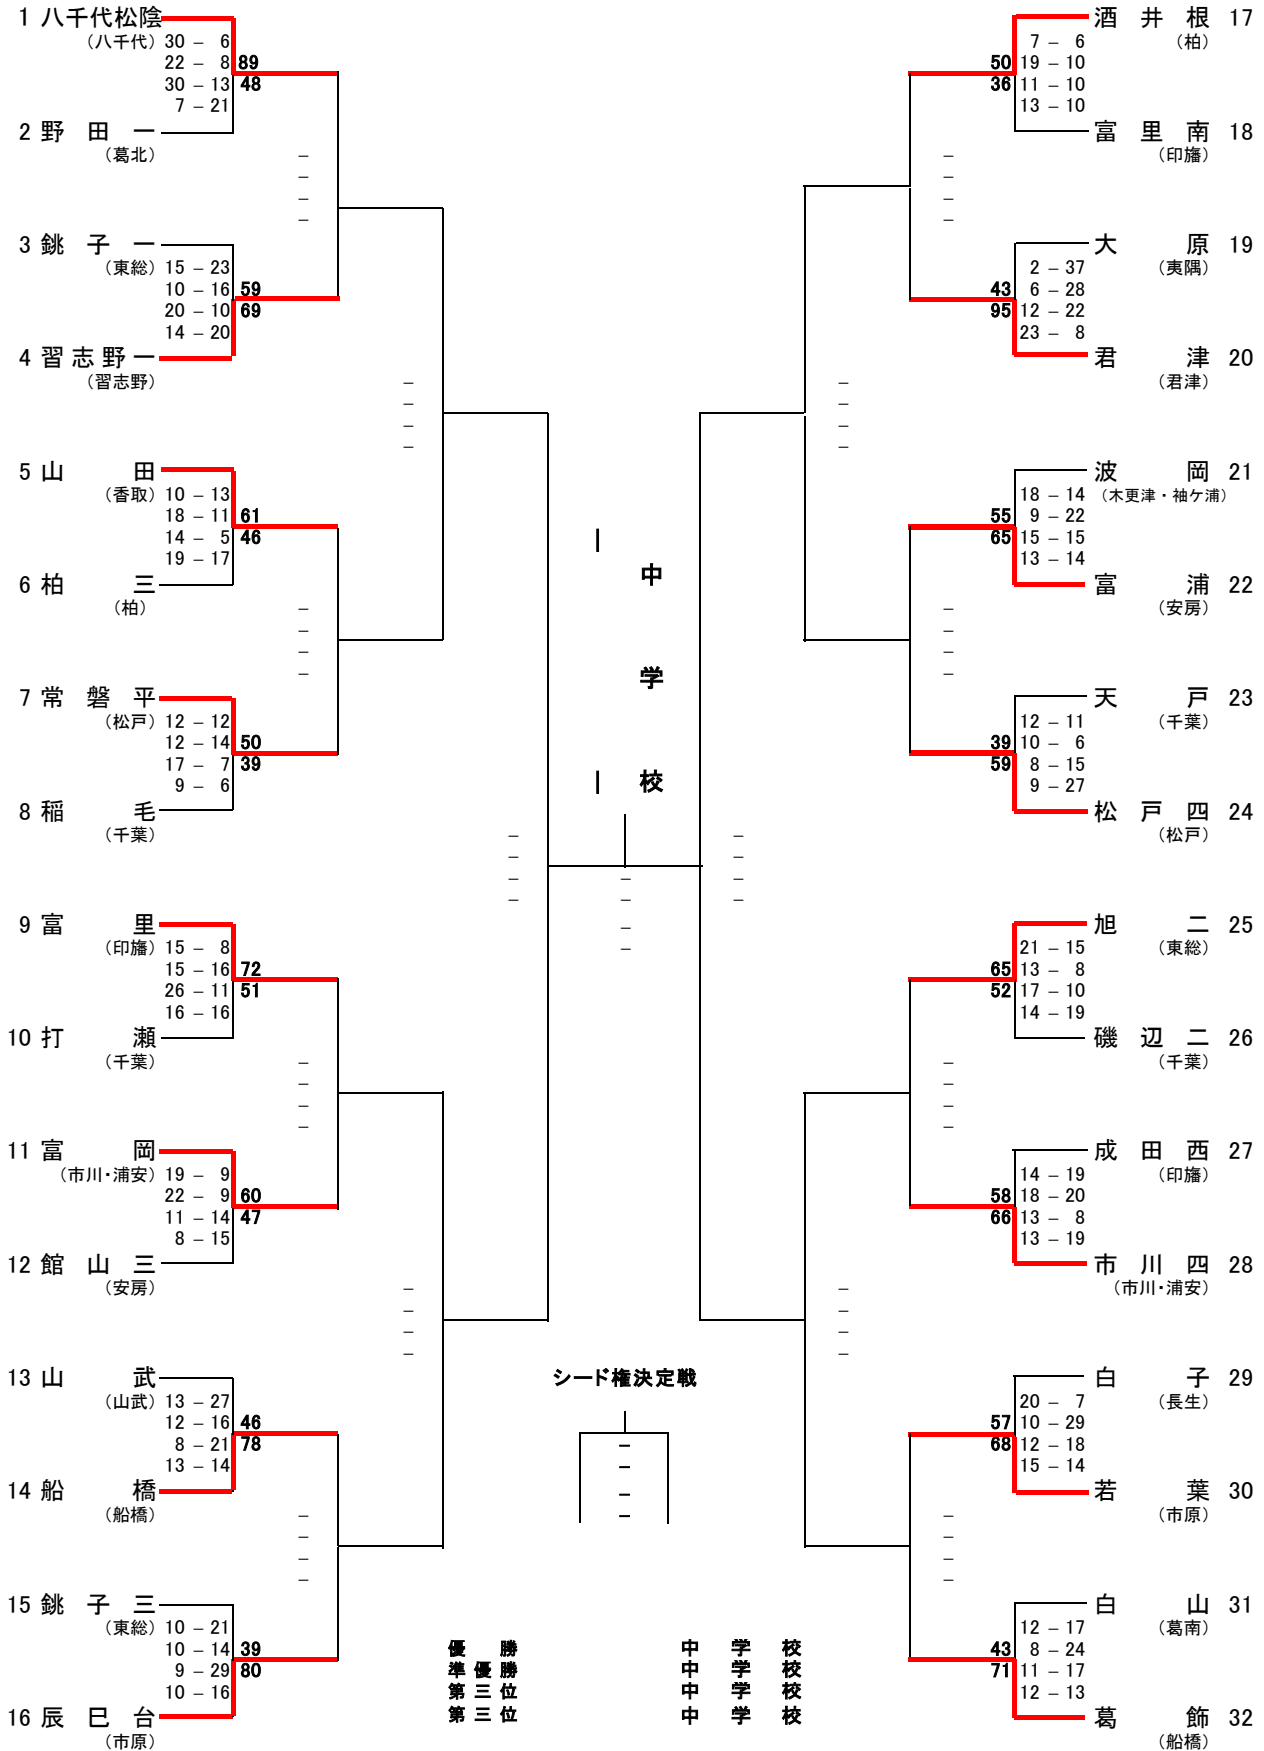 1 八千代松陰
（八千代） 30 － 6
22 － 8 89
30 － 13 48
7 － 21
2 野田一
（葛北）
－
－
－
－
3 銚子一
（東総） 15 － 23
10 － 16 59
20 － 10 69
14 － 20
4 習志野一
（習志野）
－
－
－
－
5 山田
（香取） 10 － 13
18 － 11 61
14 － 5 46
19 － 17
6 柏三
（柏）
－
－
－
－
7 常磐平
（松戸） 12 － 12
12 － 14 50
17 － 7 39
9 － 6
8 稲毛
（千葉）
－
－
－
－
9 富里
（印旛） 15 － 8
15 － 16 72
26 － 11 51
16 － 16
10 打瀬
（千葉）
－
－
－
－
11 富岡
（市川・浦安） 19 － 9
22 － 9 60
11 － 14 47
8 － 15
12 館山三
（安房）
－
－
－
－
13 山武
（山武） 13 － 27
12 － 16 46
8 － 21 78
13 － 14
14 船橋
（船橋）
－
－
－
－
15 銚子三
（東総） 10 － 21
10 － 14 39
9 － 29 80
10 － 16
16 辰巳台
（市原）
｜ 中
学
｜ 校
－
－
－
－
シード権決定戦
－
－
－
－
優勝 中学校
準優勝 中学校
第三位 中学校
第三位 中学校
酒井根 17
7 － 6 （柏）
50 19 － 10
36 11 － 10
13 － 10
富里南 18
（印旛）
－
－
－
－
大原 19
2 － 37 （夷隅）
43 6 － 28
95 12 － 22
23 － 8
君津 20
（君津）
－
－
－
－
波岡 21
18 － 14 （木更津・袖ケ浦）
55 9 － 22
65 15 － 15
13 － 14
富浦 22
（安房）
－
－
－
－
天戸 23
12 － 11 （千葉）
39 10 － 6
59 8 － 15
9 － 27
松戸四 24
（松戸）
－
－
－
－
旭二 25
21 － 15 （東総）
65 13 － 8
52 17 － 10
14 － 19
磯辺二 26
（千葉）
－
－
－
－
成田西 27
14 － 19 （印旛）
58 18 － 20
66 13 － 8
13 － 19
市川四 28
（市川・浦安）
－
－
－
－
白子 29
20 － 7 （長生）
57 10 － 29
68 12 － 18
15 － 14
若葉 30
（市原）
－
－
－
－
白山 31
12 － 17 （葛南）
43 8 － 24
71 11 － 17
12 － 13
葛飾 32
（船橋）